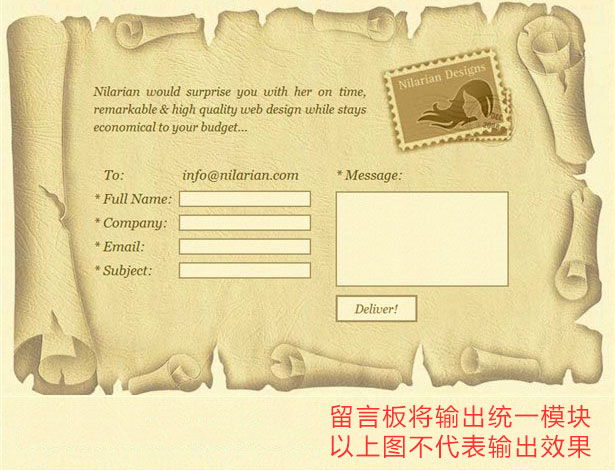 Nilarian Designs
Nilarian would surprise you with her on time,
remarkable & high quality web design while stays
economical to your budget...
To: info@nilarian.com
* Full Name:
* Company:
* Email:
* Subject:
* Message:
Deliver!
留言板将输出统一模块
以上图不代表输出效果